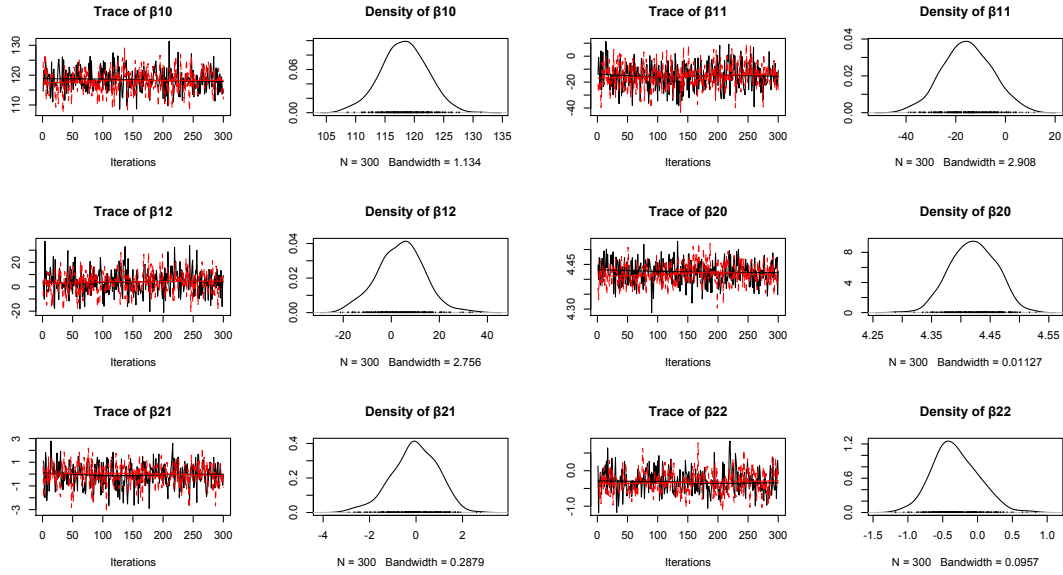 Trace of β10 Density of β10 Trace of β11 Density of β11
110 120 130
0 50 100 150 200 250 300
Iterations
0.00 0.06
105 110 115 120 125 130 135
N = 300 Bandwidth = 1.134
-40 -20 0
0 50 100 150 200 250 300
Iterations
0.00 0.02 0.04
-40 -20 0 20
N = 300 Bandwidth = 2.908
Trace of β12 Density of β12 Trace of β20 Density of β20
-20 0 20
0 50 100 150 200 250 300
Iterations
0.00 0.02 0.04
-20 0 20 40
N = 300 Bandwidth = 2.756
4.30 4.45
0 50 100 150 200 250 300
Iterations
0 4 8
4.25 4.35 4.45 4.55
N = 300 Bandwidth = 0.01127
Trace of β21 Density of β21 Trace of β22 Density of β22
-3 -1 1 3
0 50 100 150 200 250 300
Iterations
0.0 0.2 0.4
-4 -2 0 2
N = 300 Bandwidth = 0.2879
-1.0 0.0
0 50 100 150 200 250 300
Iterations
0.0 0.6 1.2
-1.5 -1.0 -0.5 0.0 0.5 1.0
N = 300 Bandwidth = 0.0957